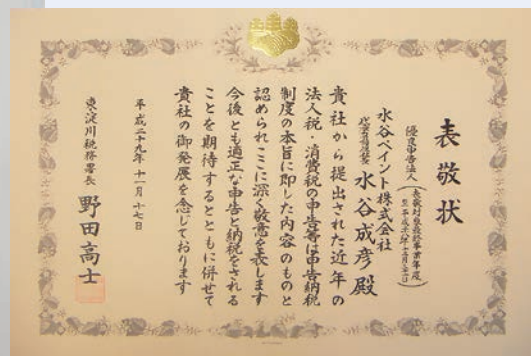 表敬状
優良申告法人
水谷ペイント株式会社
水谷成彦殿
貴社から提出された近年の
法人税・消費税の申告等は申告納税
制度の本旨に即した内容のものと
認められここに深く敬意を表します
今後とも適正な申告と納税をされる
ことを期待するとともに併せて
貴社の御発展を念じております
平成二十九年十一月十七日
東淀川税務署長 野田高士